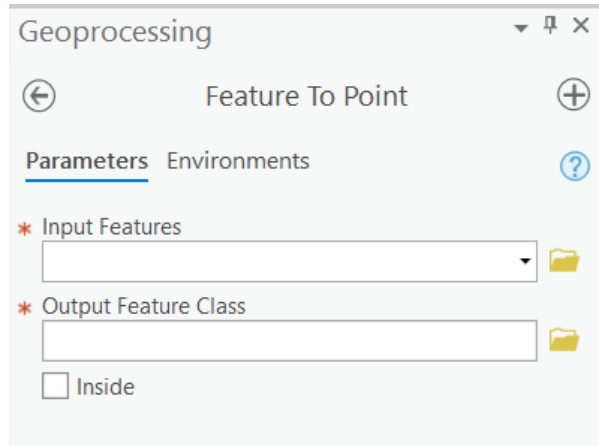 Geoprocessing
Feature To Point
Parameters Environments
?
* Input Features
* Output Feature Class
Inside